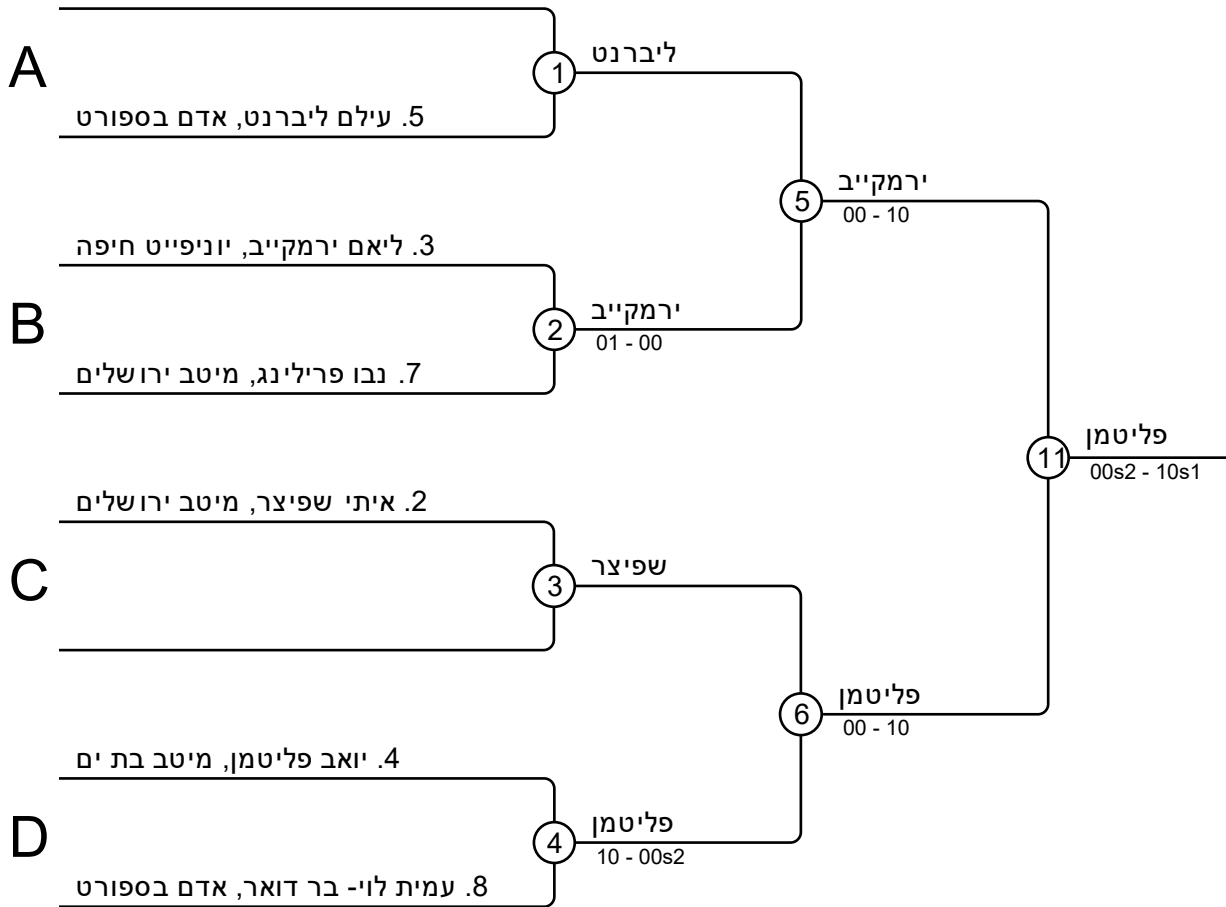 A
5. עילם ליברנט, אדם בספורט
1
ליברנט
B
3. ליאם ירמקייב, יוניפייט חיפה
7. נבו פרילינג, מיטב ירושלים
2
ירמקייב
01 - 00
5
ירמקייב
00 - 10
C
2. איתי שפיצר, מיטב ירושלים
3
שפיצר
D
4. יואב פליטמן, מיטב בת ים
8. עמית לוי- בר דואר, אדם בספורט
4
פליטמן
10 - 00s2
6
פליטמן
00 - 10
11
פליטמן
00s2 - 10s1